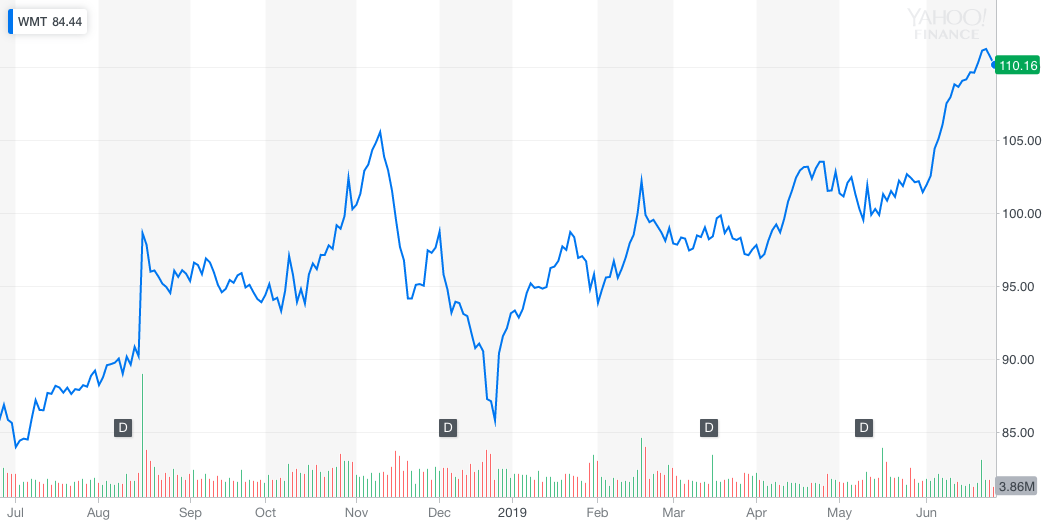 WMT 84.44
YAHOO!
FINANCE
110.16
105.00
100.00
95.00
90.00
D D D D
85.00
3.86M
Jul Aug Sep Oct Nov Dec 2019 Feb Mar Apr May Jun